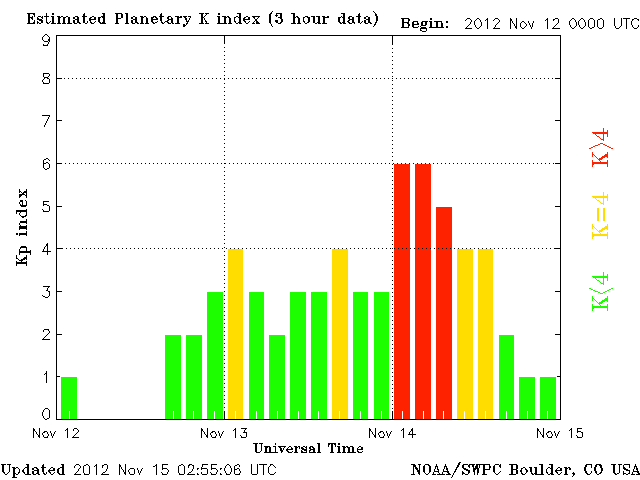 Estimated Planetary K index (3 hour data) Begin: 2012 Nov 12 0000 UTC
9
8
7
6
5
4
3
2
1
0
Kp index
K>4
K=4
K<4
Nov 12 Nov 13 Nov 14 Nov 15
Universal Time
Updated 2012 Nov 15 02:55:06 UTC NOAA/SWPC Boulder, CO USA